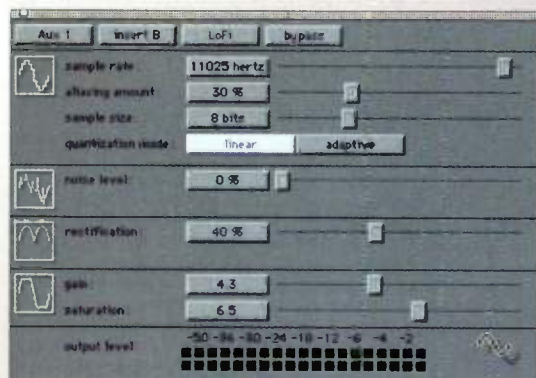 Aux 1 insert B LoFi bypass
sample rate 11025 hertz
aliasing amount 30 %
sample size: 8 bits
quantization mode: linear adaptive
noise level: 0 %
rectification: 40 %
gain: 4.3
saturation: 6.5
-50 -36 -30 -24 -18 -12 -6 -4 -2
output level